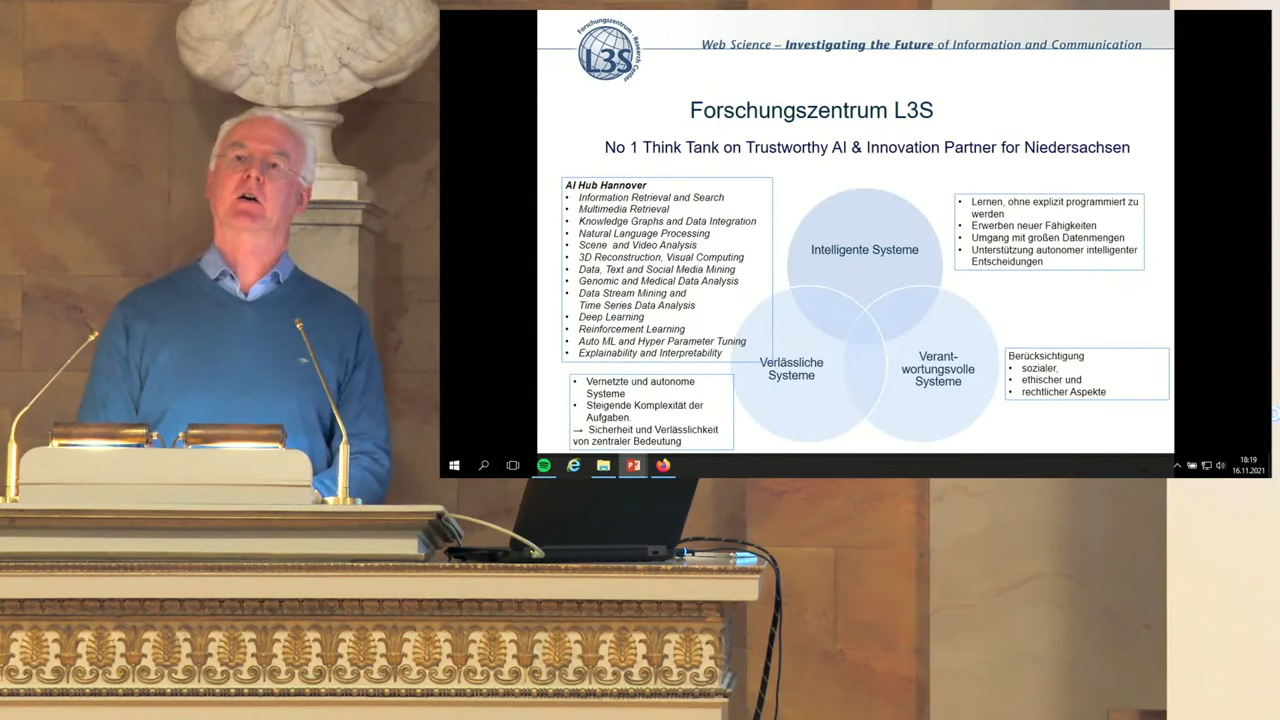 Forschungszentrum - Research Center
L3S
Web Science – Investigating the Future of Information and Communication
Forschungszentrum L3S
No 1 Think Tank on Trustworthy AI & Innovation Partner for Niedersachsen
AI Hub Hannover
• Information Retrieval and Search
• Multimedia Retrieval
• Knowledge Graphs and Data Integration
• Natural Language Processing
• Scene and Video Analysis
• 3D Reconstruction, Visual Computing
• Data, Text and Social Media Mining
• Genomic and Medical Data Analysis
• Data Stream Mining and
Time Series Data Analysis
• Deep Learning
• Reinforcement Learning
• Auto ML and Hyper Parameter Tuning
• Explainability and Interpretability
Intelligente Systeme
• Lernen, ohne explizit programmiert zu
werden
• Erwerben neuer Fähigkeiten
• Umgang mit großen Datenmengen
• Unterstützung autonomer intelligenter
Entscheidungen
Verlässliche
Systeme
Verant-
wortungsvolle
Systeme
Berücksichtigung
• sozialer,
• ethischer und
• rechtlicher Aspekte
• Vernetzte und autonome
Systeme
• Steigende Komplexität der
Aufgaben.
→ Sicherheit und Verlässlichkeit
von zentraler Bedeutung
18:19
16.11.2021